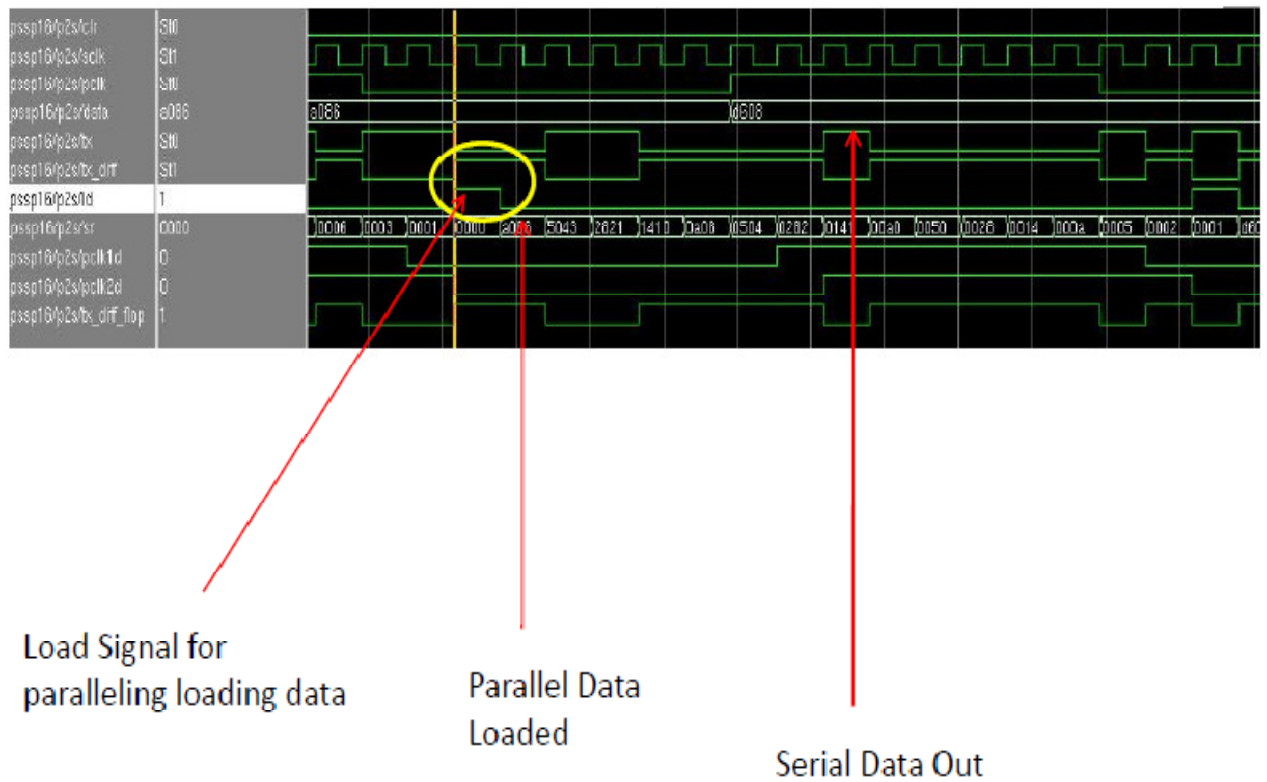 pssp16/p2s/clr St0
pssp16/p2s/sclk St1
pssp16/p2s/pclk St0
pssp16/p2s/data a086 a086 d608
pssp16/p2s/tx St0
pssp16/p2s/tx_diff St1
pssp16/p2s/ld 1
pssp16/p2s/sr 0000 0006 0003 0001 0000 5043 2821 1410 0a08 0504 0282 0141 00a0 0050 0028 0014 000a 0005 0002 0001 d60
pssp16/p2s/pclk1d 0
pssp16/p2s/pclk2d 0
pssp16/p2s/tx_diff_flop 1
Load Signal for
paralleling loading data
Parallel Data
Loaded
Serial Data Out